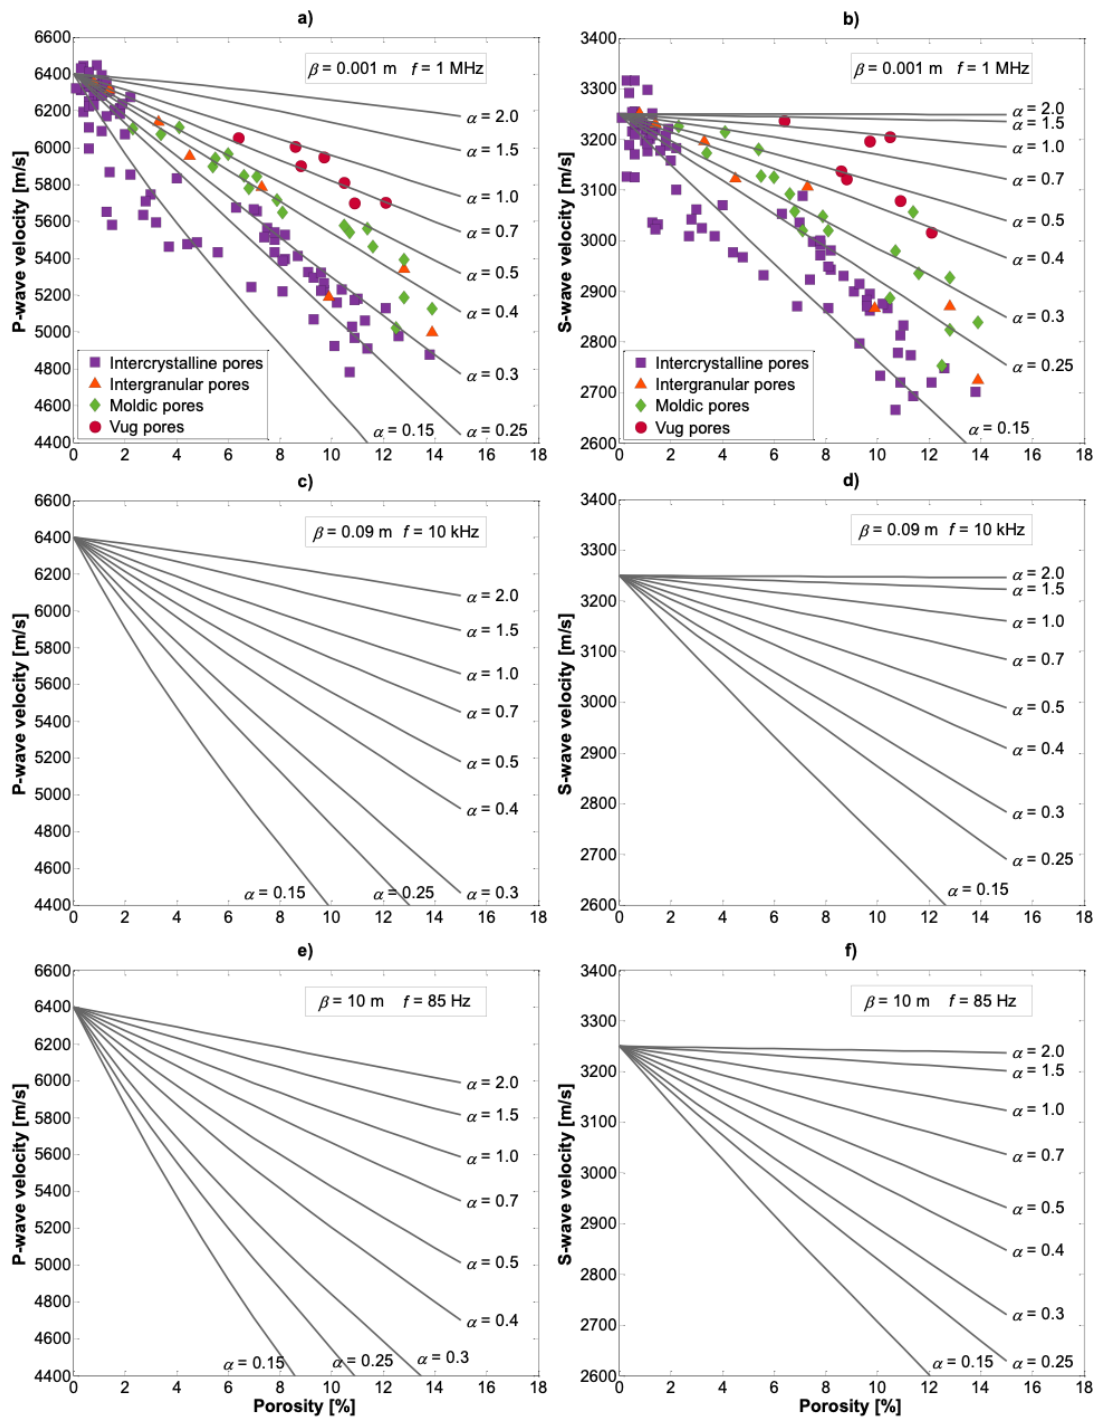 a)
6600
6400
6200
6000
5800
5600
5400
5200
5000
4800
4600
4400
P-wave velocity [m/s]
β = 0.001 m f = 1 MHz
α = 2.0
α = 1.5
α = 1.0
α = 0.7
α = 0.5
α = 0.4
α = 0.3
α = 0.25
α = 0.15
Intercrystalline pores
Intergranular pores
Moldic pores
Vug pores
0 2 4 6 8 10 12 14 16 18
b)
3400
3300
3200
3100
3000
2900
2800
2700
2600
S-wave velocity [m/s]
β = 0.001 m f = 1 MHz
α = 2.0
α = 1.5
α = 1.0
α = 0.7
α = 0.5
α = 0.4
α = 0.3
α = 0.25
α = 0.15
Intercrystalline pores
Intergranular pores
Moldic pores
Vug pores
0 2 4 6 8 10 12 14 16 18
c)
6600
6400
6200
6000
5800
5600
5400
5200
5000
4800
4600
4400
P-wave velocity [m/s]
β = 0.09 m f = 10 kHz
α = 2.0
α = 1.5
α = 1.0
α = 0.7
α = 0.5
α = 0.4
α = 0.15
α = 0.25
α = 0.3
0 2 4 6 8 10 12 14 16 18
d)
3400
3300
3200
3100
3000
2900
2800
2700
2600
S-wave velocity [m/s]
β = 0.09 m f = 10 kHz
α = 2.0
α = 1.5
α = 1.0
α = 0.7
α = 0.5
α = 0.4
α = 0.3
α = 0.25
α = 0.15
0 2 4 6 8 10 12 14 16 18
e)
6600
6400
6200
6000
5800
5600
5400
5200
5000
4800
4600
4400
P-wave velocity [m/s]
β = 10 m f = 85 Hz
α = 2.0
α = 1.5
α = 1.0
α = 0.7
α = 0.5
α = 0.4
α = 0.15
α = 0.25
α = 0.3
0 2 4 6 8 10 12 14 16 18
Porosity [%]
f)
3400
3300
3200
3100
3000
2900
2800
2700
2600
S-wave velocity [m/s]
β = 10 m f = 85 Hz
α = 2.0
α = 1.5
α = 1.0
α = 0.7
α = 0.5
α = 0.4
α = 0.3
α = 0.15
α = 0.25
0 2 4 6 8 10 12 14 16 18
Porosity [%]